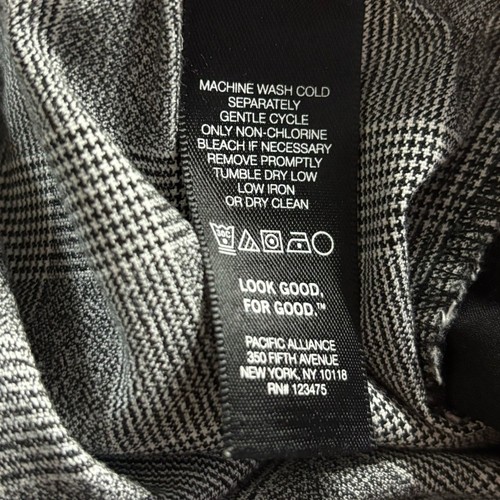 MACHINE WASH COLD
SEPARATELY
GENTLE CYCLE
ONLY NON-CHLORINE
BLEACH IF NECESSARY
REMOVE PROMPTLY
TUMBLE DRY LOW
LOW IRON
OR DRY CLEAN
LOOK GOOD.
FOR GOOD.™
PACIFIC ALLIANCE
350 FIFTH AVENUE
NEW YORK, NY 10118
RN# 123475